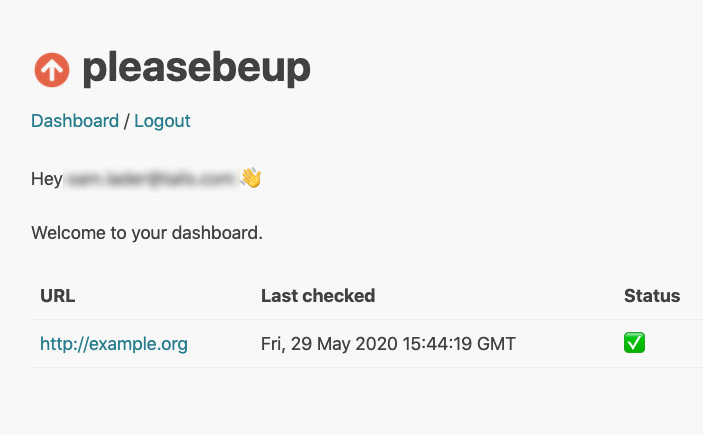 pleasebeup
Dashboard / Logout
Hey 👋
Welcome to your dashboard.
URL Last checked Status
http://example.org Fri, 29 May 2020 15:44:19 GMT ✅